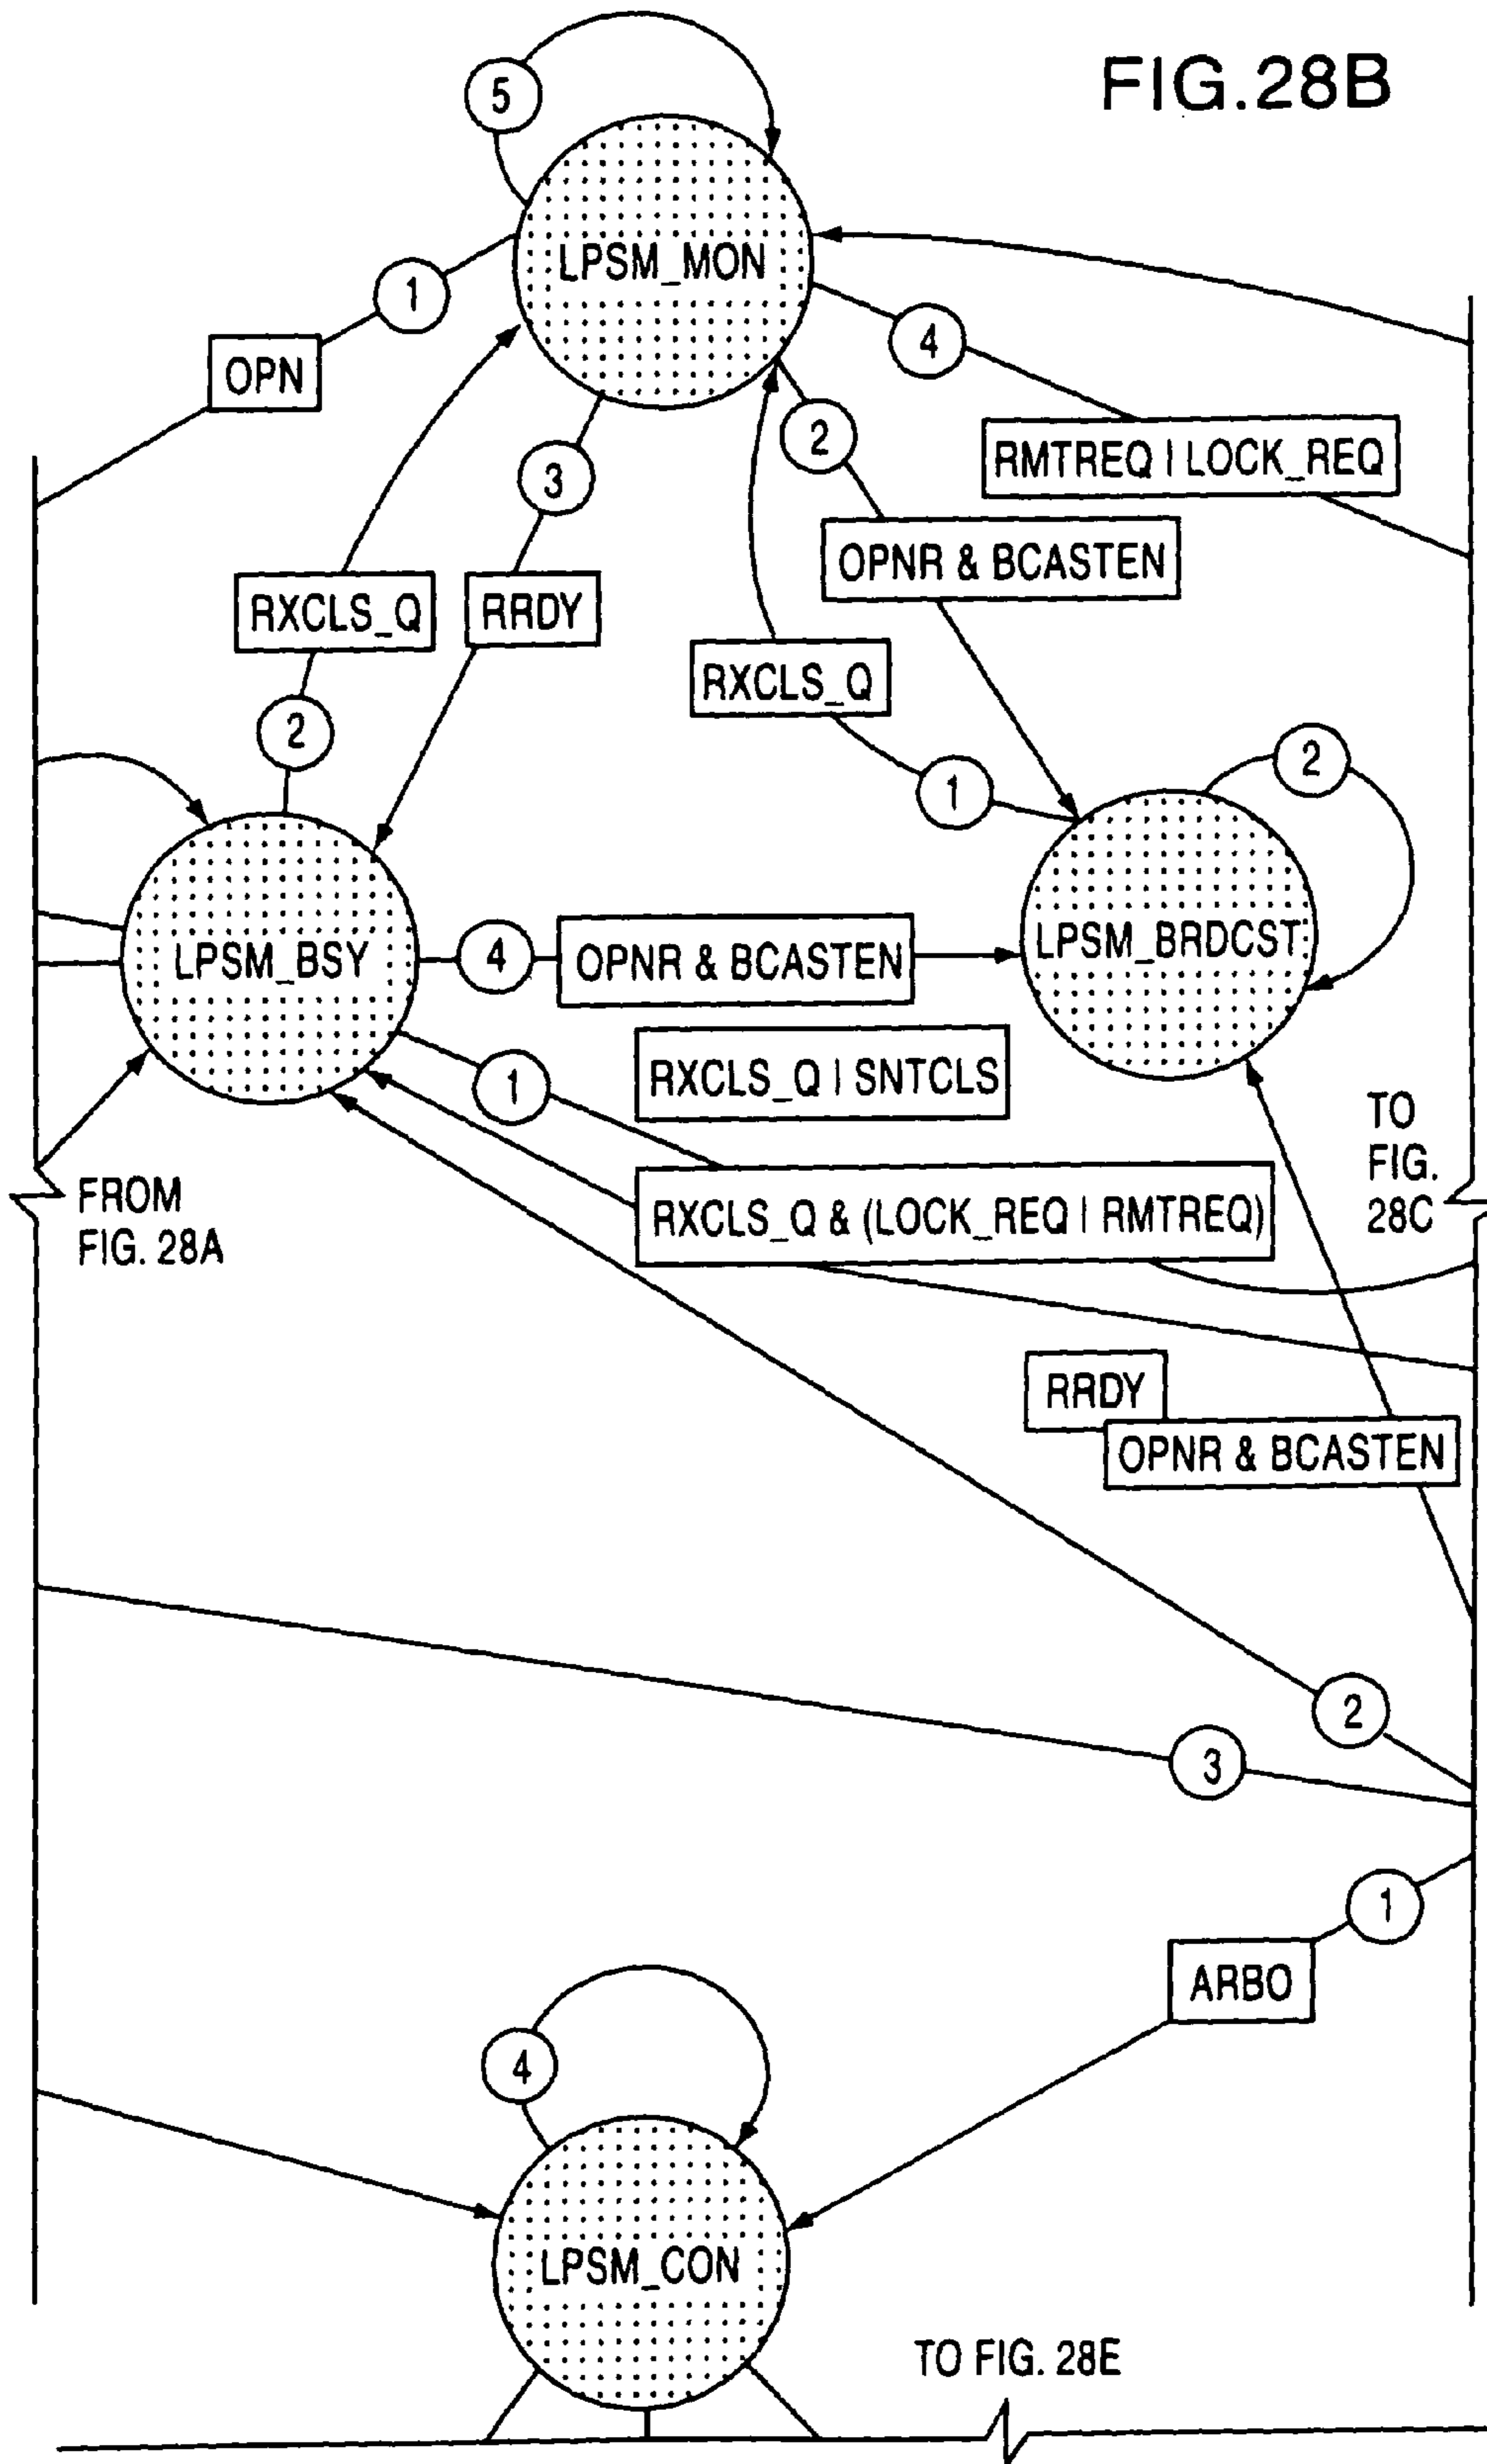 FIG.28B
5
LPSM_MON
1
4
OPN
2
RMTREQ | LOCK_REQ
3
OPNR & BCASTEN
RXCLS_Q
RRDY
RXCLS_Q
2
1
2
LPSM_BSY
4
OPNR & BCASTEN
LPSM_BRDCST
1
RXCLS_Q | SNTCLS
TO
FIG.
28C
FROM
FIG. 28A
RXCLS_Q & (LOCK_REQ | RMTREQ)
RRDY
OPNR & BCASTEN
2
3
1
ARBO
4
LPSM_CON
TO FIG. 28E